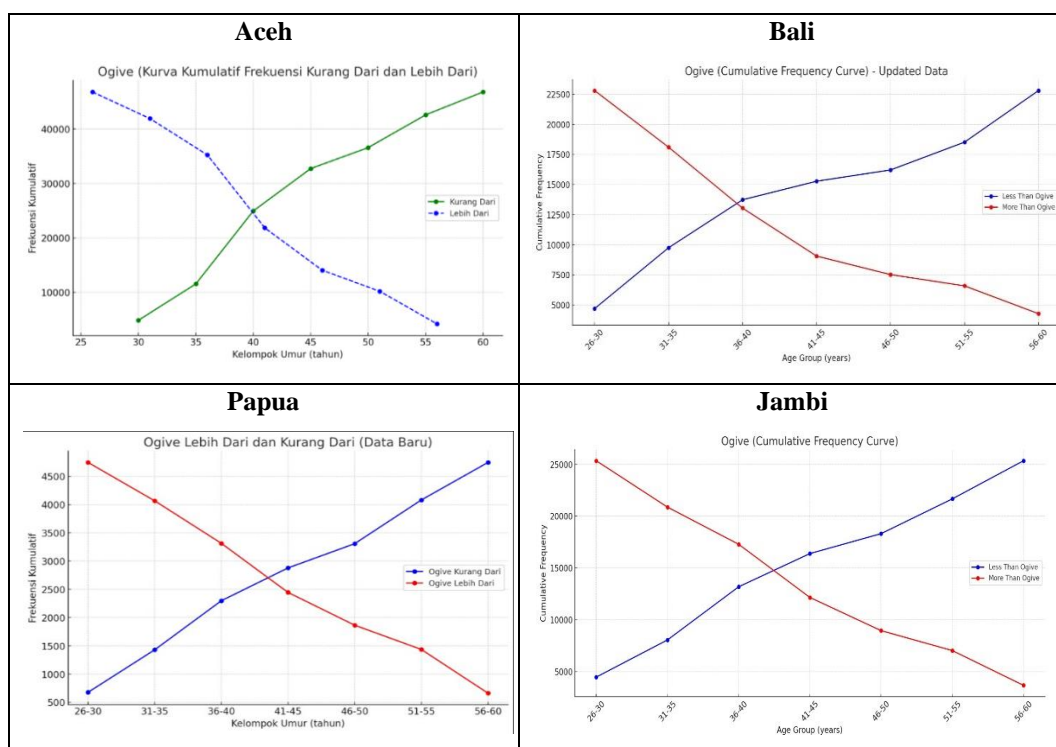 Aceh
Ogive (Kurva Kumulatif Frekuensi Kurang Dari dan Lebih Dari)
Frekuensi Kumulatif
40000
30000
20000
10000
Kurang Dari
Lebih Dari
25 30 35 40 45 50 55 60
Kelompok Umur (tahun)
Bali
Ogive (Cumulative Frequency Curve) - Updated Data
Cumulative Frequency
22500
20000
17500
15000
12500
10000
7500
5000
Less Than Ogive
More Than Ogive
26-30 31-35 36-40 41-45 46-50 51-55 56-60
Age Group (years)
Papua
Ogive Lebih Dari dan Kurang Dari (Data Baru)
Frekuensi Kumulatif
4500
4000
3500
3000
2500
2000
1500
1000
500
Ogive Kurang Dari
Ogive Lebih Dari
26-30 31-35 36-40 41-45 46-50 51-55 56-60
Kelompok Umur (tahun)
Jambi
Ogive (Cumulative Frequency Curve)
Cumulative Frequency
25000
20000
15000
10000
5000
Less Than Ogive
More Than Ogive
26-30 31-35 36-40 41-45 46-50 51-55 56-60
Age Group (years)